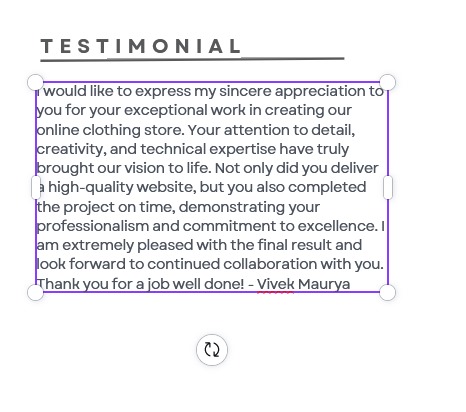 TESTIMONIAL
I would like to express my sincere appreciation to
you for your exceptional work in creating our
online clothing store. Your attention to detail,
creativity, and technical expertise have truly
brought our vision to life. Not only did you deliver
a high-quality website, but you also completed
the project on time, demonstrating your
professionalism and commitment to excellence. I
am extremely pleased with the final result and
look forward to continued collaboration with you.
Thank you for a job well done! - Vivek Maurya